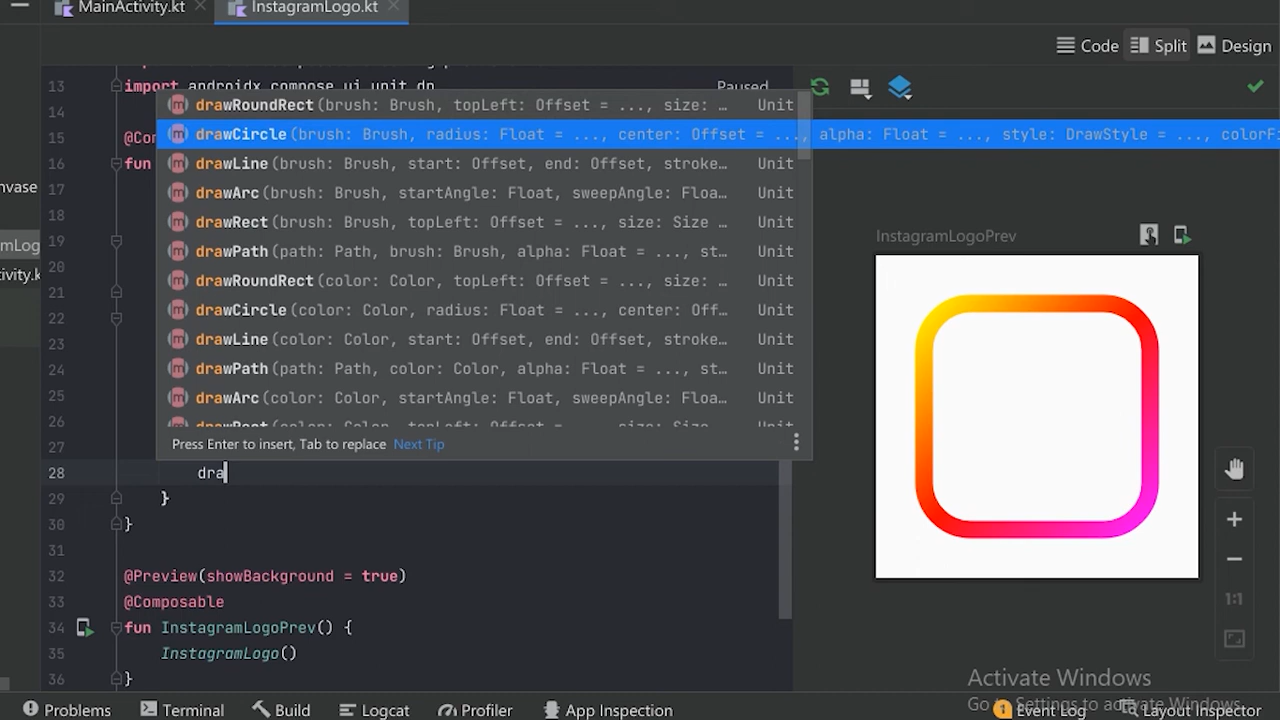 MainActivity.kt
InstagramLogo.kt
Code
Split
Design
13 import androidx.compose.ui.unit.dp
Paused
14
15 @Com
16 fun
17
18
19
20
21
22
23
24
25
26
27
28 dra
29 }
30 }
31
32 @Preview(showBackground = true)
33 @Composable
34 fun InstagramLogoPrev() {
35 InstagramLogo()
36 }
nvase
mLog
tivity.k
drawRoundRect(brush: Brush, topLeft: Offset = ..., size: … Unit
drawCircle(brush: Brush, radius: Float = ..., center: Offset = ..., alpha: Float = ..., style: DrawStyle = ..., colorFi
drawLine(brush: Brush, start: Offset, end: Offset, stroke… Unit
drawArc(brush: Brush, startAngle: Float, sweepAngle: Floa… Unit
drawRect(brush: Brush, topLeft: Offset = ..., size: Size … Unit
drawPath(path: Path, brush: Brush, alpha: Float = ..., st… Unit
drawRoundRect(color: Color, topLeft: Offset = ..., size: … Unit
drawCircle(color: Color, radius: Float = ..., center: Off… Unit
drawLine(color: Color, start: Offset, end: Offset, stroke… Unit
drawPath(path: Path, color: Color, alpha: Float = ..., st… Unit
drawArc(color: Color, startAngle: Float, sweepAngle: Floa… Unit
drawRect(color: Color, topLeft: Offset = ..., size: Size … Unit
Press Enter to insert, Tab to replace Next Tip
InstagramLogoPrev
1:1
Activate Windows
Go to Settings to activate Windows.
Problems
Terminal
Build
Logcat
Profiler
App Inspection
1 Event Log
Layout Inspector